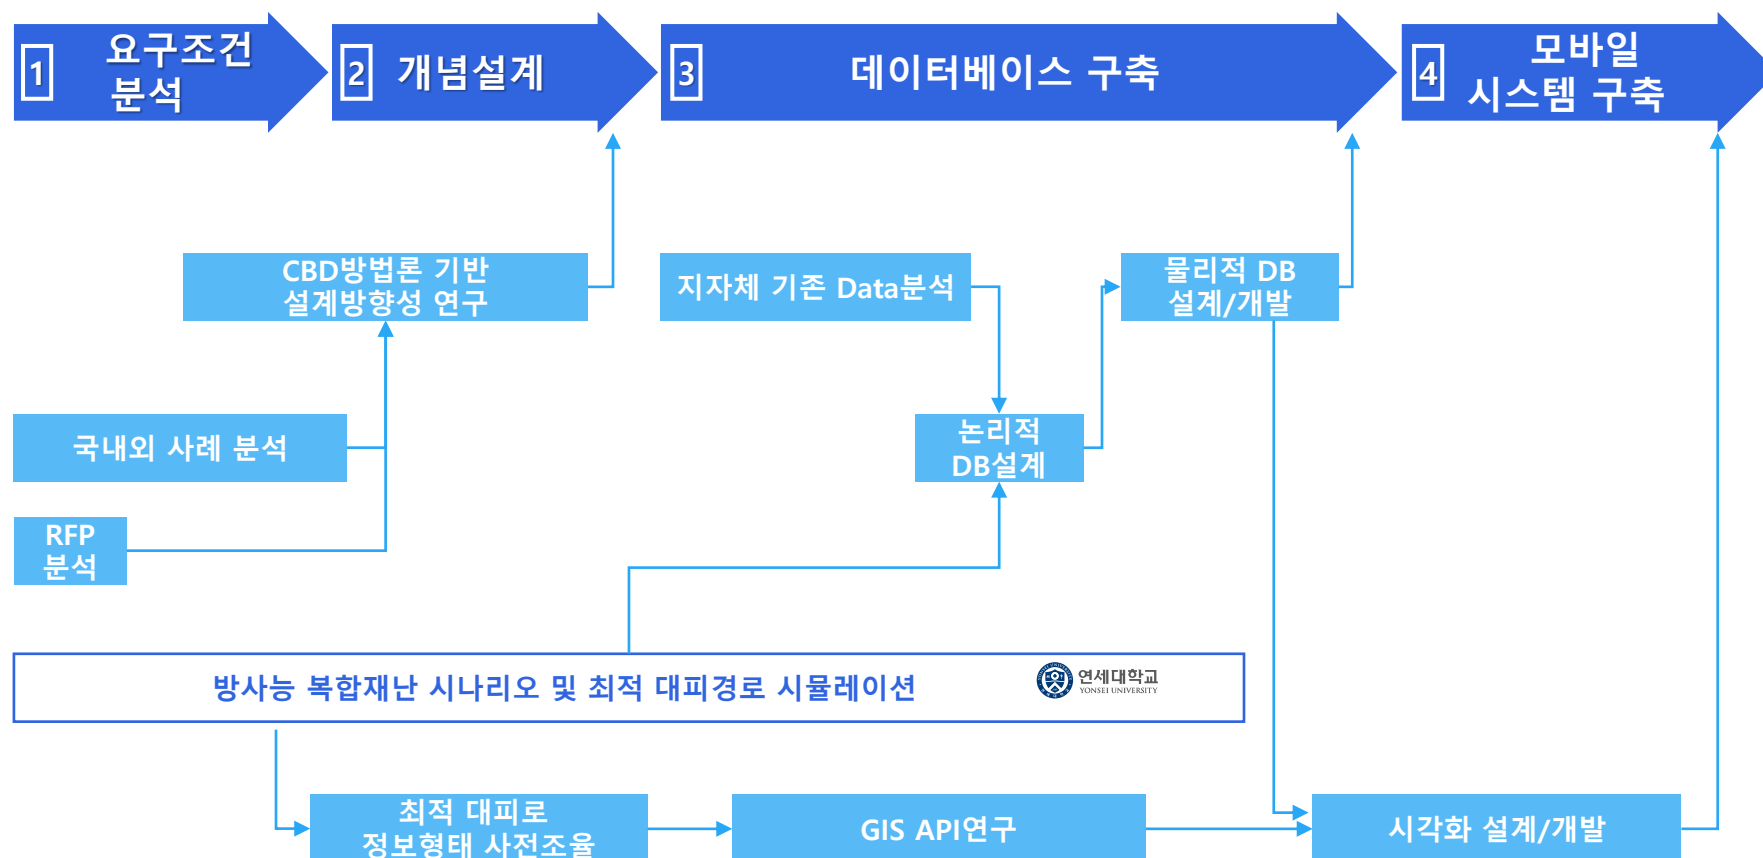 1
요구조건
분석
2
개념설계
3
데이터베이스 구축
4
모바일
시스템 구축
CBD방법론 기반
설계방향성 연구
지자체 기존 Data분석
물리적 DB
설계/개발
국내외 사례 분석
논리적
DB설계
RFP
분석
방사능 복합재난 시나리오 및 최적 대피경로 시뮬레이션
연세대학교
YONSEI UNIVERSITY
최적 대피로
정보형태 사전조율
GIS API연구
시각화 설계/개발